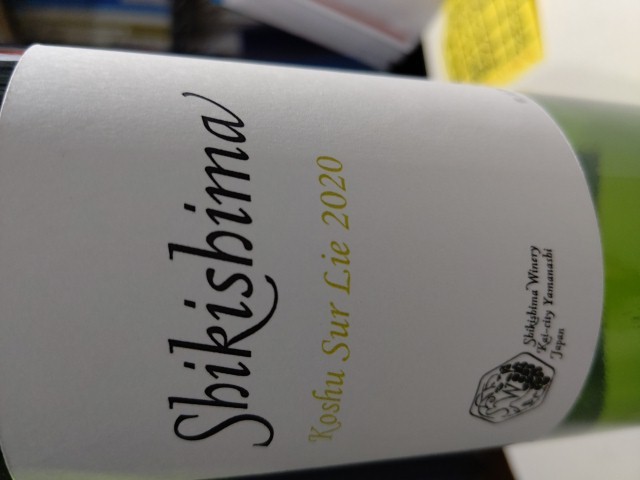 Shikishima
Koshu Sur Lie 2020
Shikishima Winery
Kai-city Yamanashi
Japan